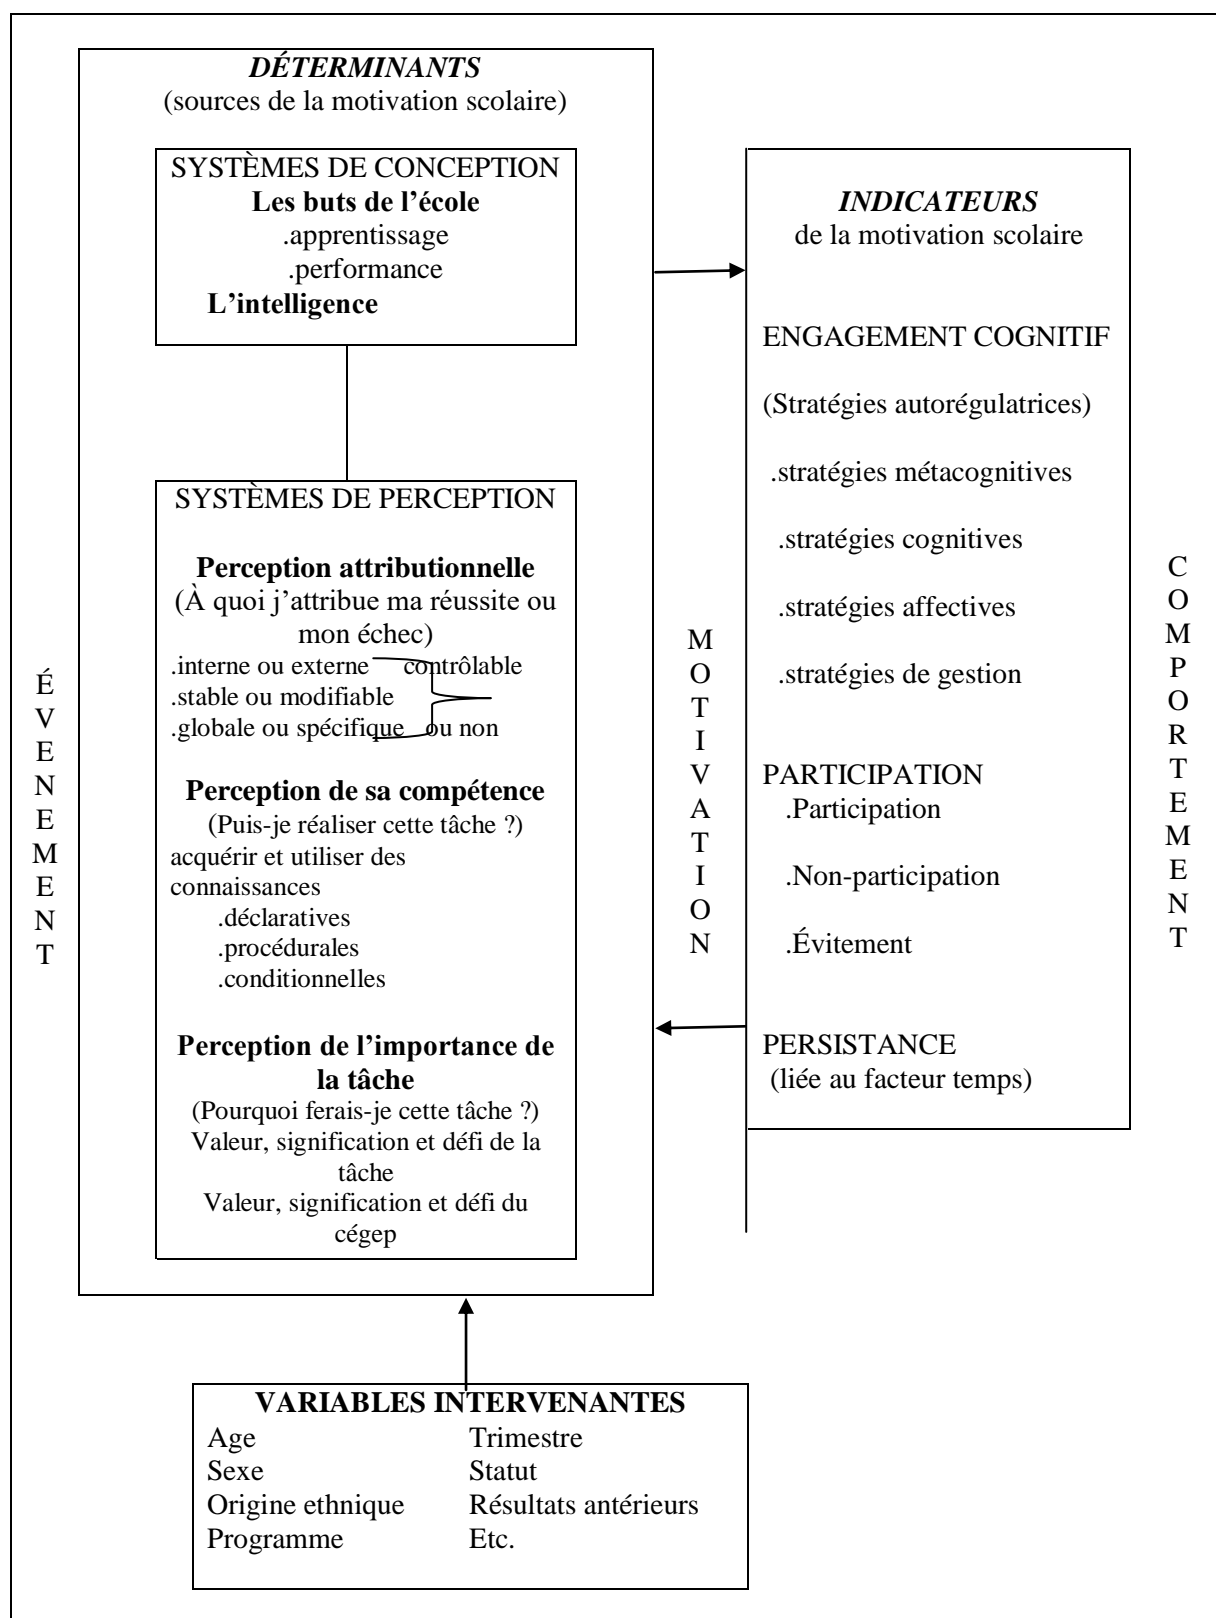 DÉTERMINANTS
(sources de la motivation scolaire)
SYSTÈMES DE CONCEPTION
Les buts de l’école
.apprentissage
.performance
L’intelligence
SYSTÈMES DE PERCEPTION
Perception attributionnelle
(À quoi j’attribue ma réussite ou
mon échec)
.interne ou externe contrôlable
.stable ou modifiable
.globale ou spécifique ou non
Perception de sa compétence
(Puis-je réaliser cette tâche ?)
acquérir et utiliser des
connaissances
.déclaratives
.procédurales
.conditionnelles
Perception de l’importance de
la tâche
(Pourquoi ferais-je cette tâche ?)
Valeur, signification et défi de la
tâche
Valeur, signification et défi du
cégep
ÉVENEMENT
MOTIVATION
INDICATEURS
de la motivation scolaire
ENGAGEMENT COGNITIF
(Stratégies autorégulatrices)
.stratégies métacognitives
.stratégies cognitives
.stratégies affectives
.stratégies de gestion
PARTICIPATION
.Participation
.Non-participation
.Évitement
PERSISTANCE
(liée au facteur temps)
COMPORTEMENT
VARIABLES INTERVENANTES
Age Trimestre
Sexe Statut
Origine ethnique Résultats antérieurs
Programme Etc.